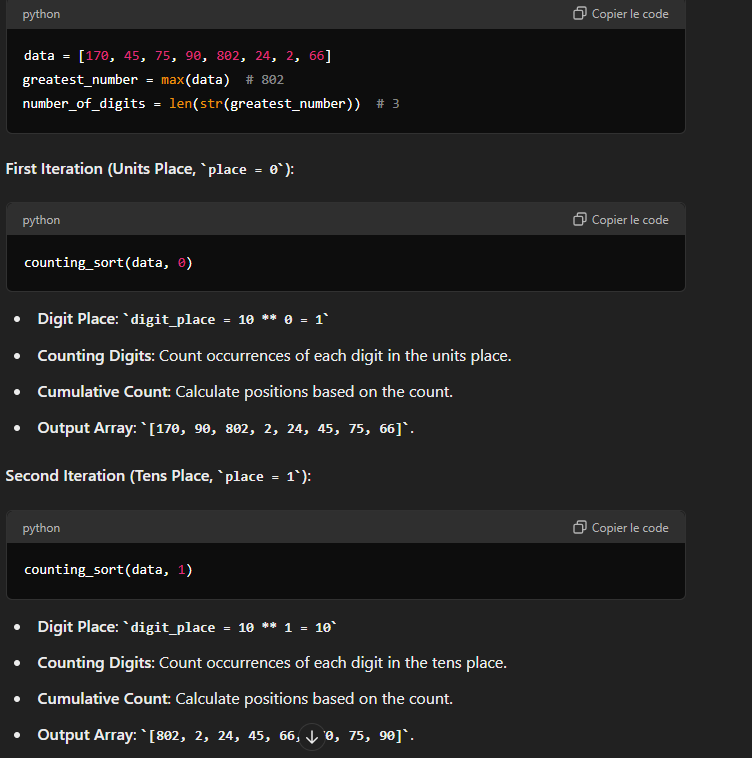 python
Copier le code
data = [170, 45, 75, 90, 802, 24, 2, 66]
greatest_number = max(data)  # 802
number_of_digits = len(str(greatest_number))  # 3
First Iteration (Units Place, `place = 0`):
python
Copier le code
counting_sort(data, 0)
• Digit Place: `digit_place = 10 ** 0 = 1`
• Counting Digits: Count occurrences of each digit in the units place.
• Cumulative Count: Calculate positions based on the count.
• Output Array: `[170, 90, 802, 2, 24, 45, 75, 66]`.
Second Iteration (Tens Place, `place = 1`):
python
Copier le code
counting_sort(data, 1)
• Digit Place: `digit_place = 10 ** 1 = 10`
• Counting Digits: Count occurrences of each digit in the tens place.
• Cumulative Count: Calculate positions based on the count.
• Output Array: `[802, 2, 24, 45, 66, 0, 75, 90]`.